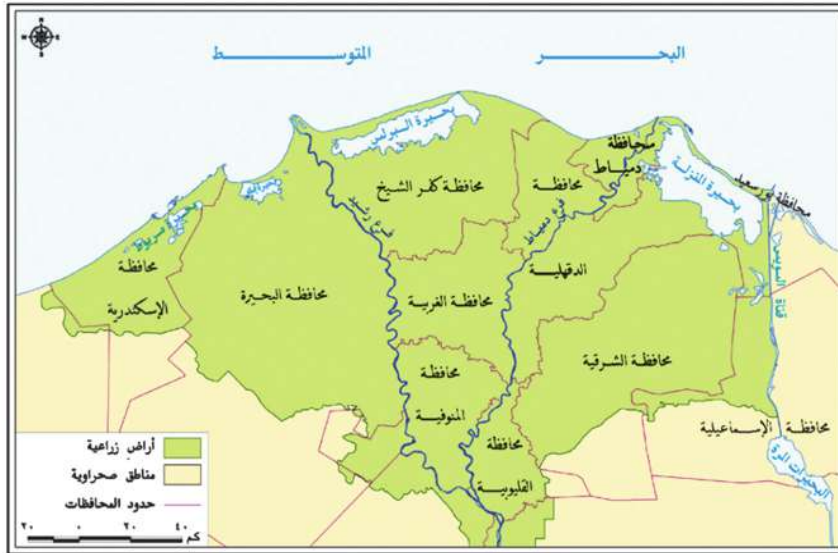 البحر المتوسط
بحيرة البرلس
محافظة دمياط
بحيرة المنزلة
محافظة بورسعيد
محافظة كفر الشيخ
محافظة الدقهلية
فرع رشيد
فرع دمياط
بحيرة مريوط
محافظة الإسكندرية
محافظة البحيرة
محافظة الغربية
قناة السويس
محافظة الشرقية
محافظة المنوفية
محافظة القليوبية
محافظة الإسماعيلية
البحيرات المرة
أراضٍ زراعية
مناطق صحراوية
حدود المحافظات
٢٠ ٠ ٢٠ ٤٠ كم
N
E
S
W